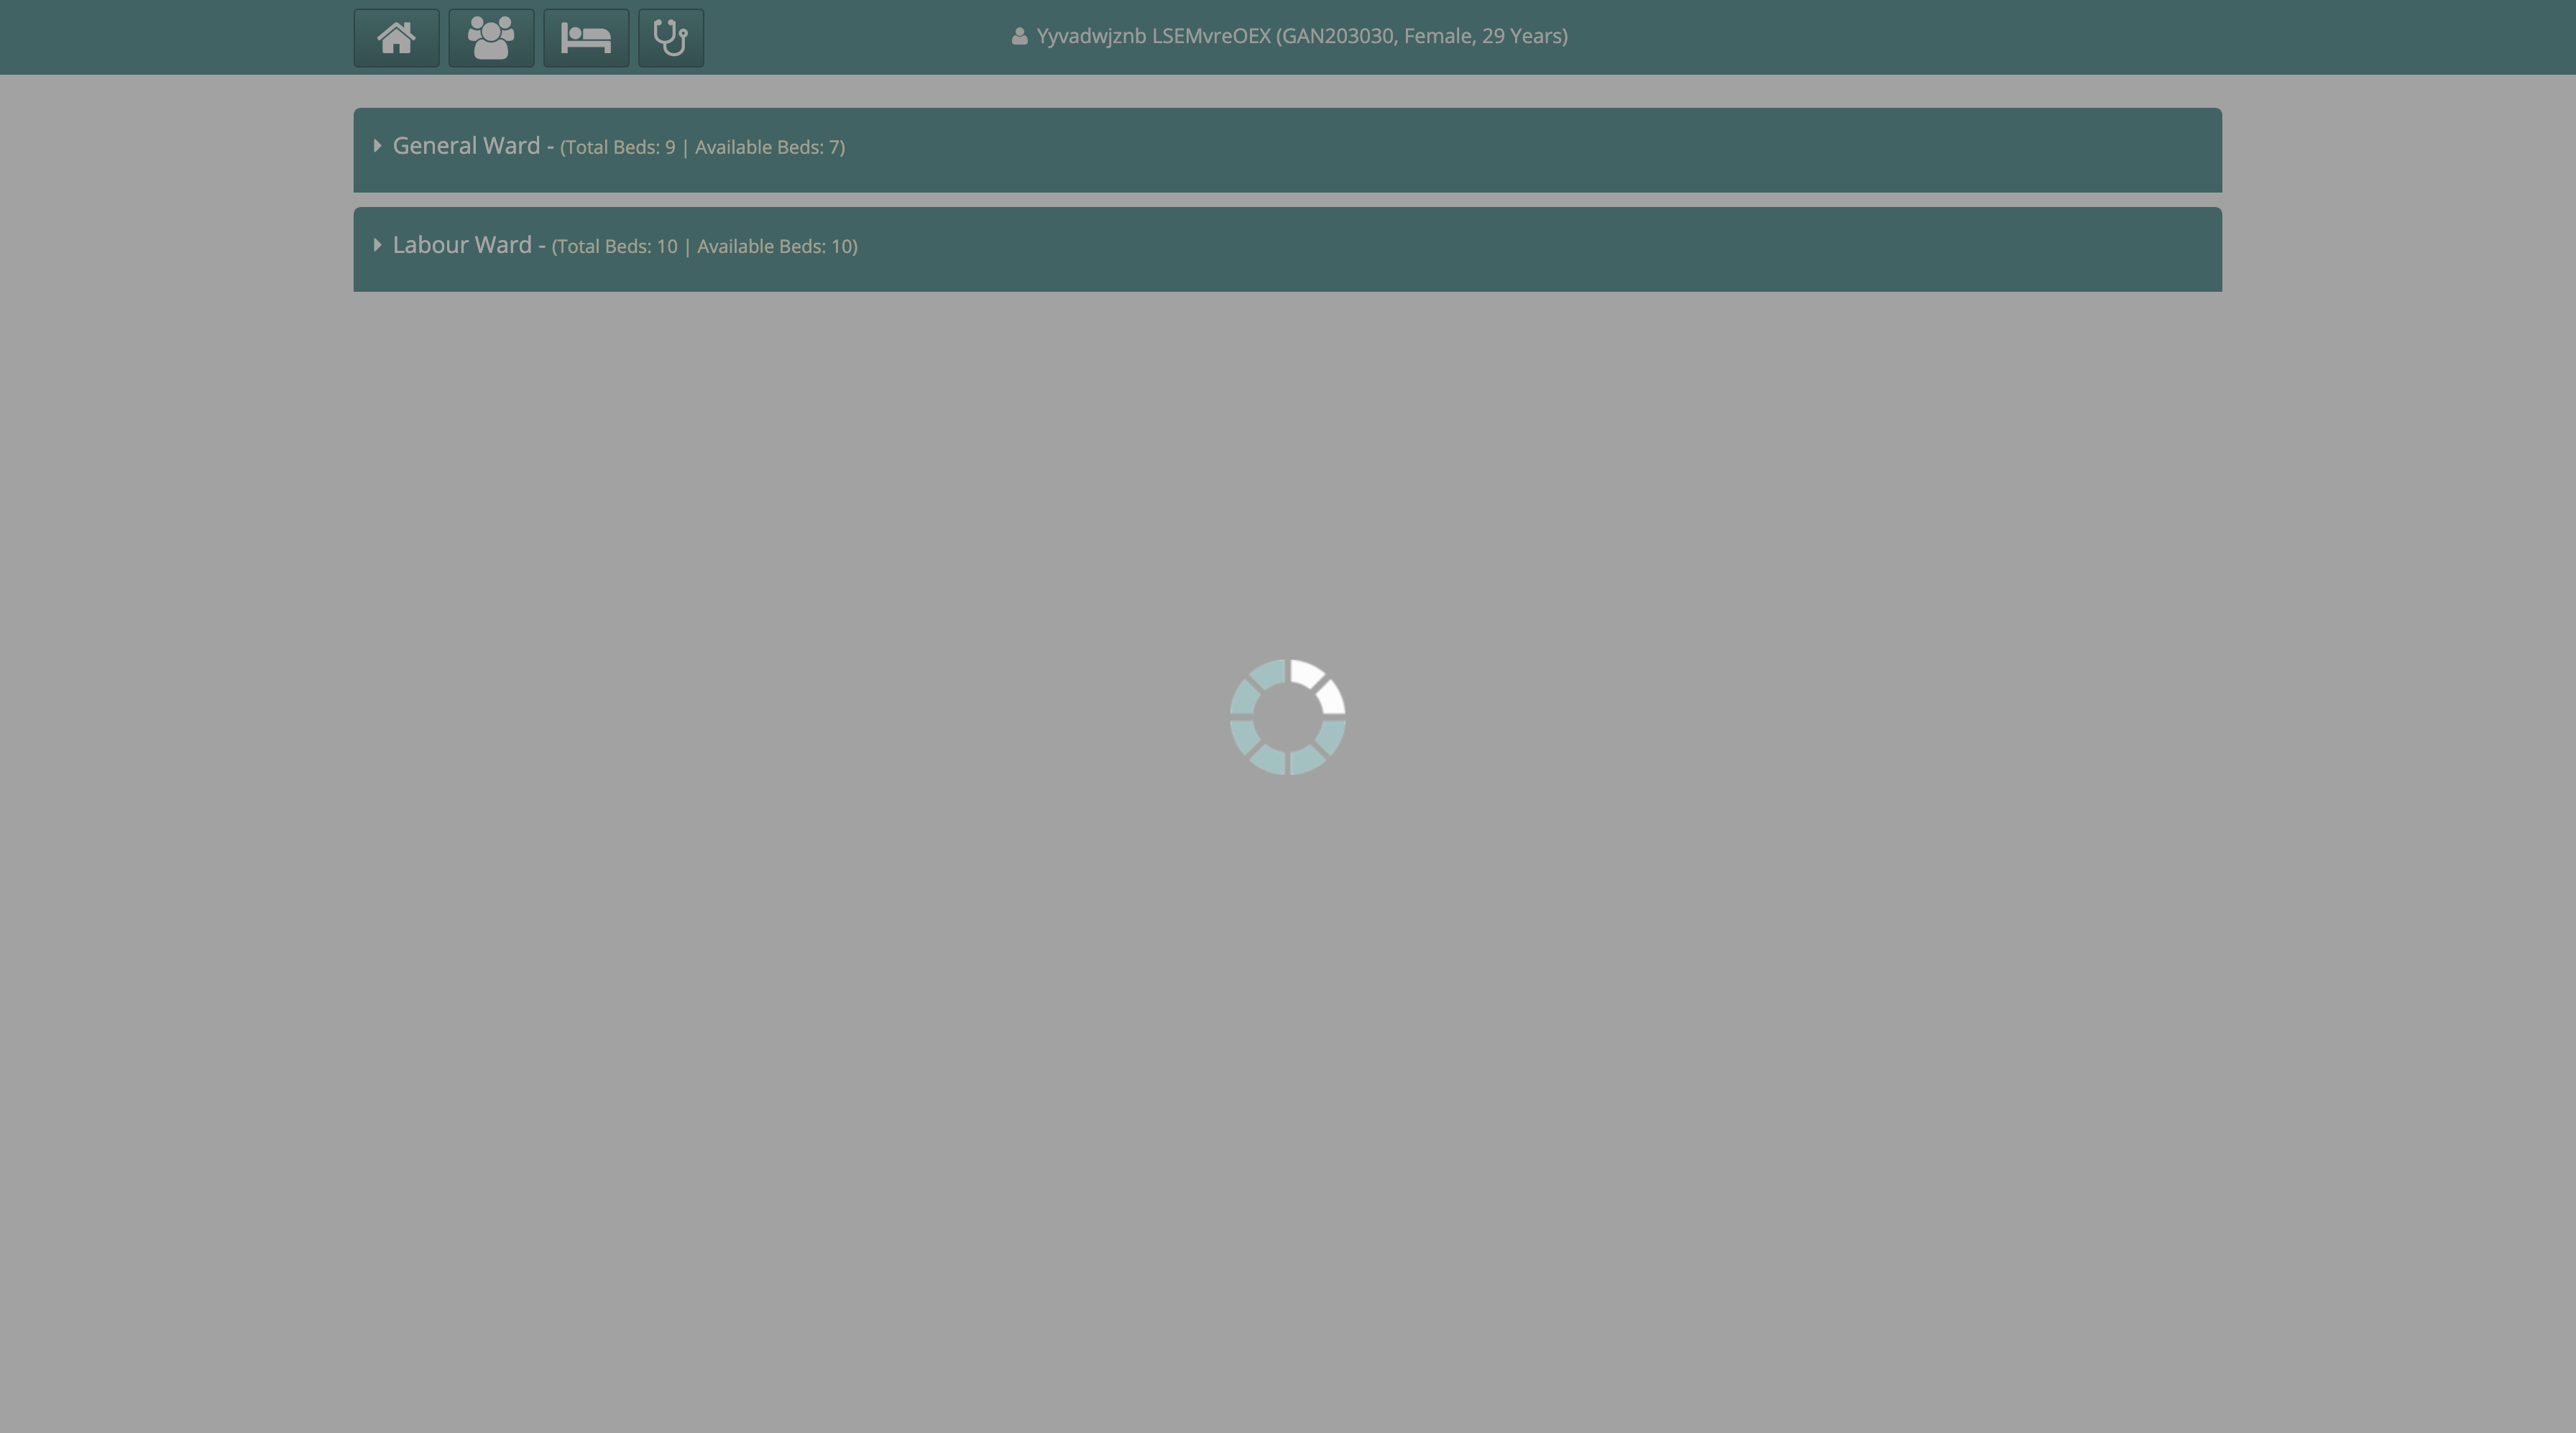 Yyvadwjznb LSEMvreOEX (GAN203030, Female, 29 Years)
General Ward - (Total Beds: 9 | Available Beds: 7)
Labour Ward - (Total Beds: 10 | Available Beds: 10)